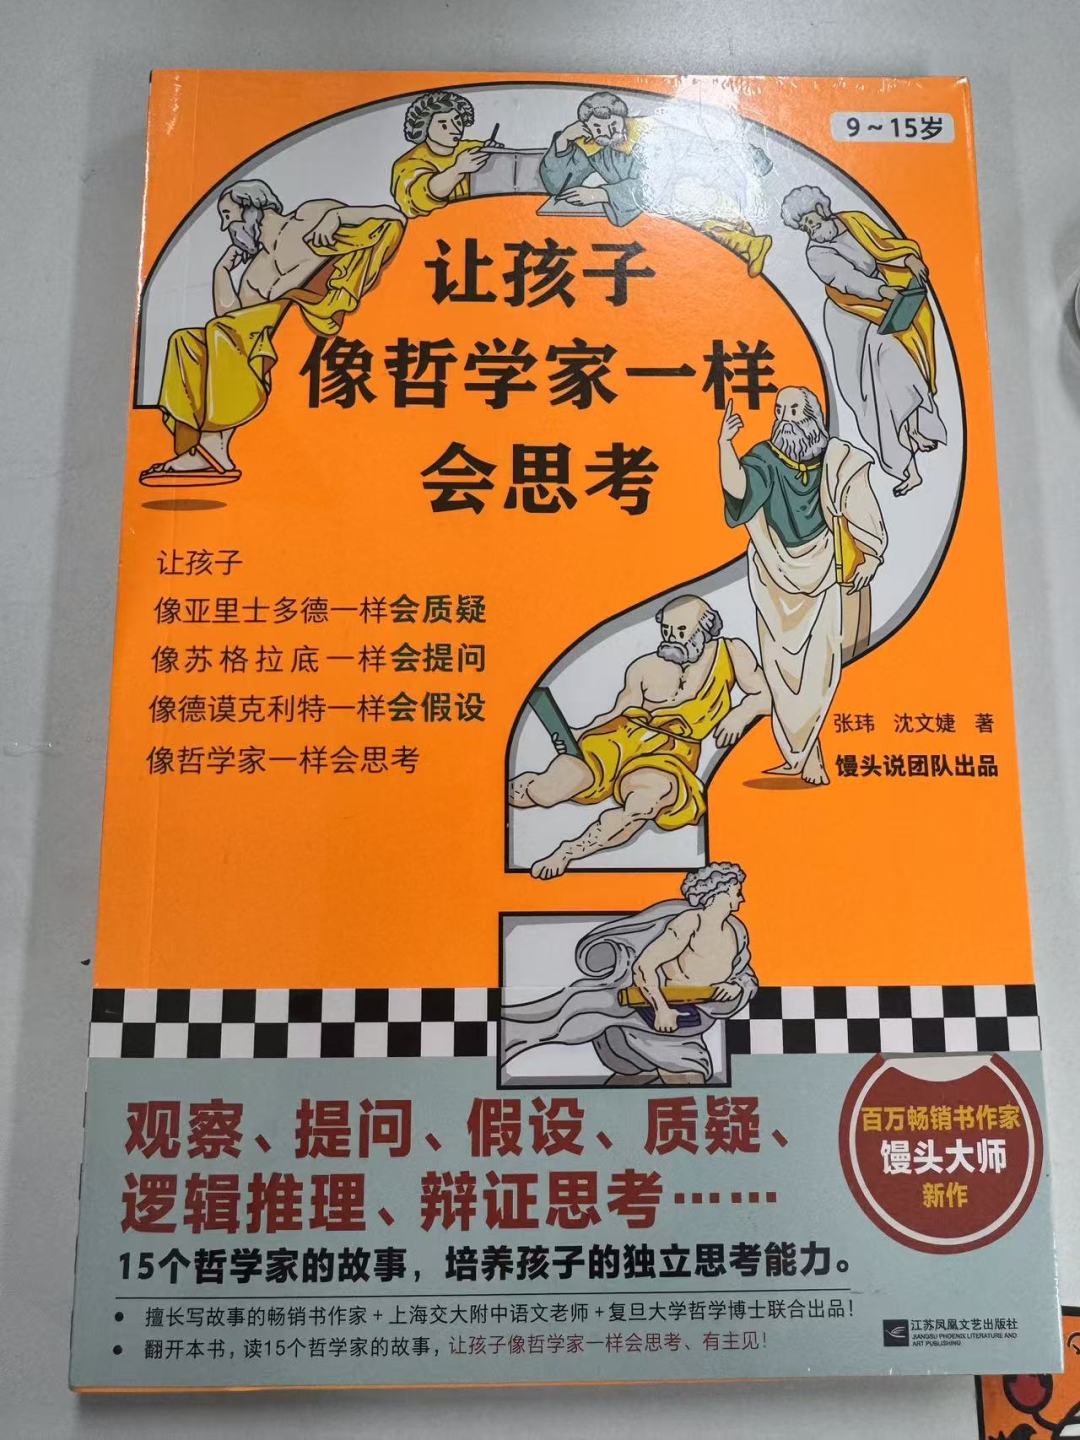 9～15岁
让孩子
像哲学家一样
会思考
让孩子
像亚里士多德一样会质疑
像苏格拉底一样会提问
像德谟克利特一样会假设
像哲学家一样会思考
张玮 沈文婕 著
馒头说团队出品
观察、提问、假设、质疑、
逻辑推理、辩证思考……
15个哲学家的故事，培养孩子的独立思考能力。
百万畅销书作家
馒头大师
新作
• 擅长写故事的畅销书作家+上海交大附中语文老师+复旦大学哲学博士联合出品！
• 翻开本书，读15个哲学家的故事，让孩子像哲学家一样会思考、有主见！
江苏凤凰文艺出版社
JIANGSU PHOENIX LITERATURE AND
ART PUBLISHING